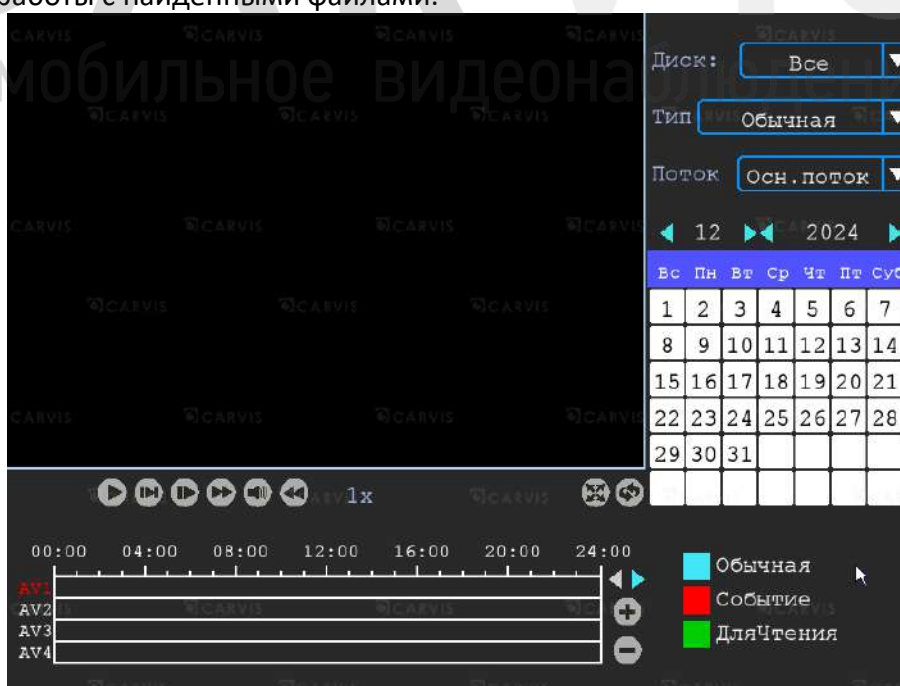 работы с найденными файлами.
мобильное видеонаблюдени
Диск: Все
Тип Обычная
Поток Осн.поток
12 2024
Вс Пн Вт Ср Чт Пт Суб
1 2 3 4 5 6 7
8 9 10 11 12 13 14
15 16 17 18 19 20 21
22 23 24 25 26 27 28
29 30 31
1x
00:00 04:00 08:00 12:00 16:00 20:00 24:00
AV1
AV2
AV3
AV4
Обычная
Событие
ДляЧтения
CARVIS